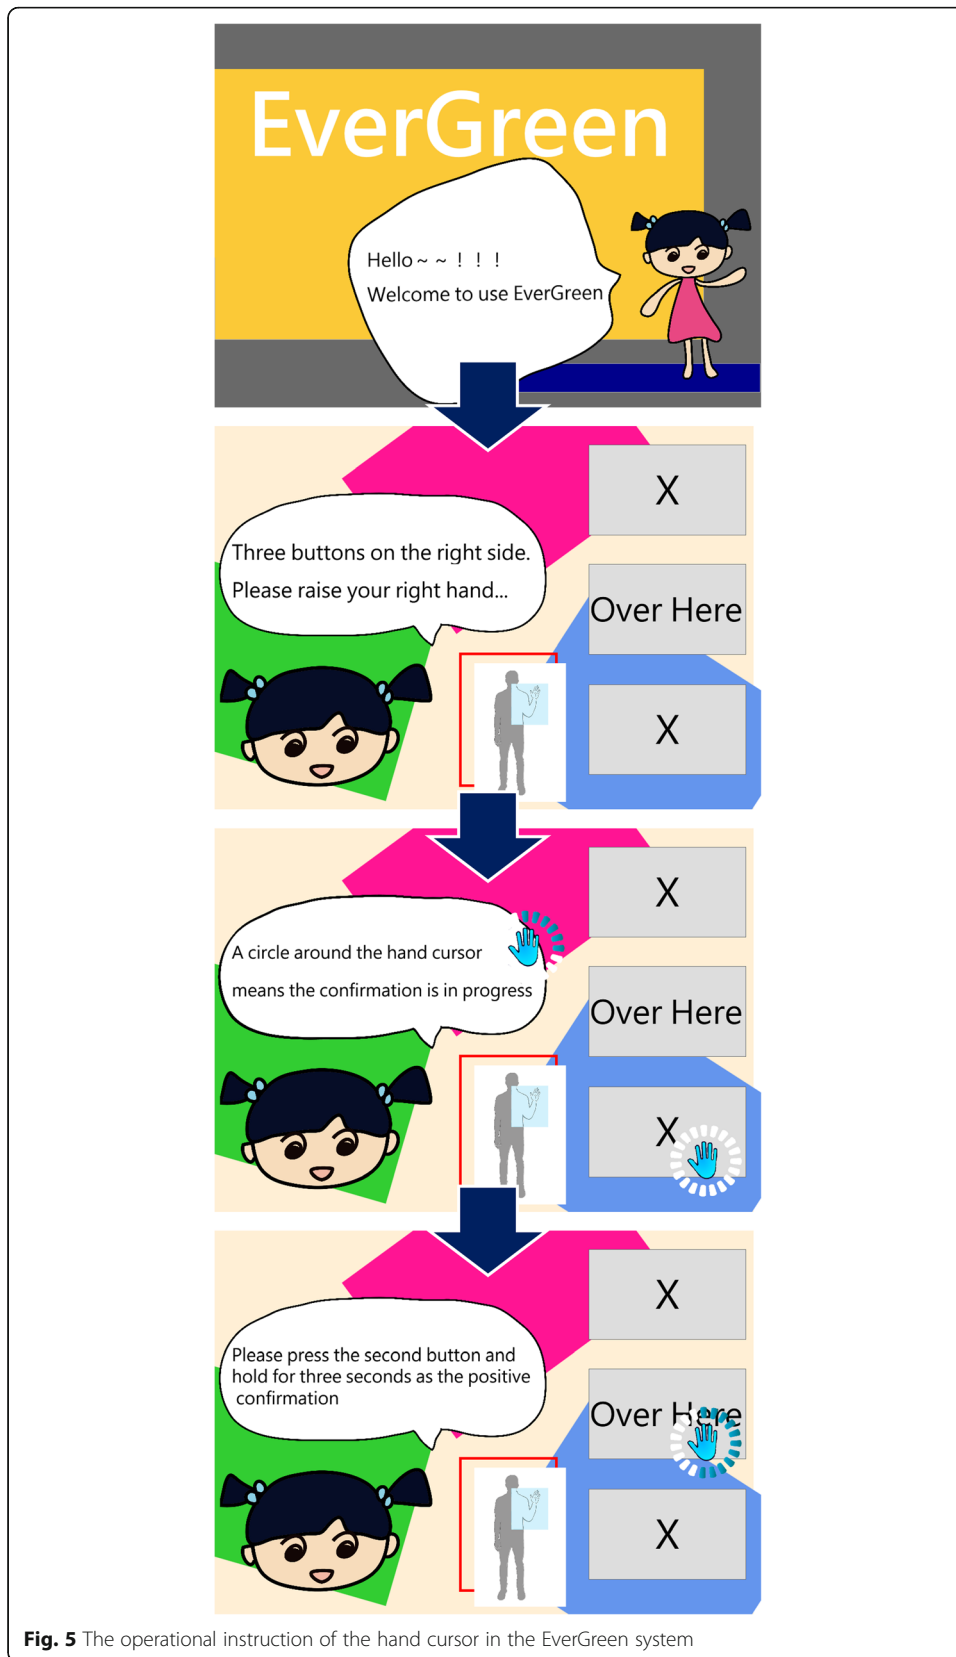 EverGreen
Hello~ ~ ! ! !
Welcome to use EverGreen
X
Three buttons on the right side.
Please raise your right hand...
Over Here
X
X
A circle around the hand cursor
means the confirmation is in progress
Over Here
X
X
Please press the second button and
hold for three seconds as the positive
confirmation
Over Here
X
Fig. 5 The operational instruction of the hand cursor in the EverGreen system